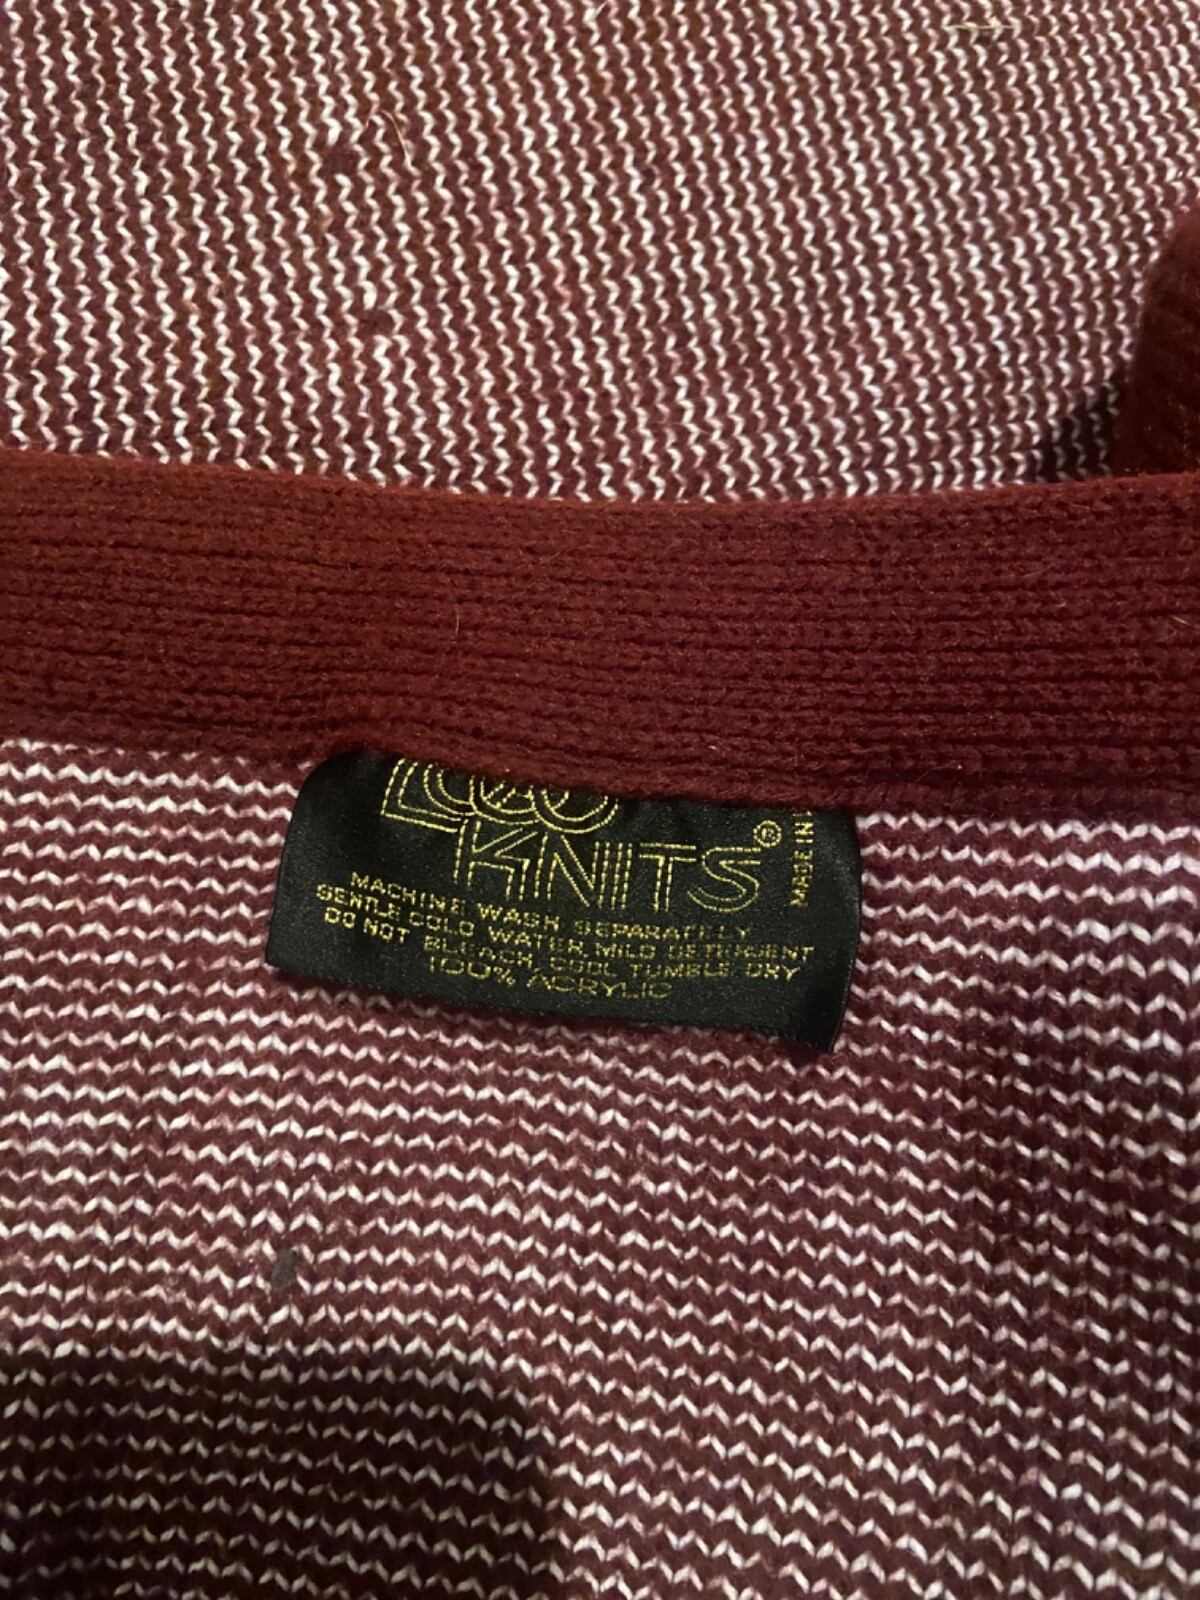 KNITS®
MADE IN
MACHINE WASH SEPARATELY
GENTLE COLD WATER, MILD DETERGENT
DO NOT BLEACH, COOL TUMBLE DRY
100% ACRYLIC